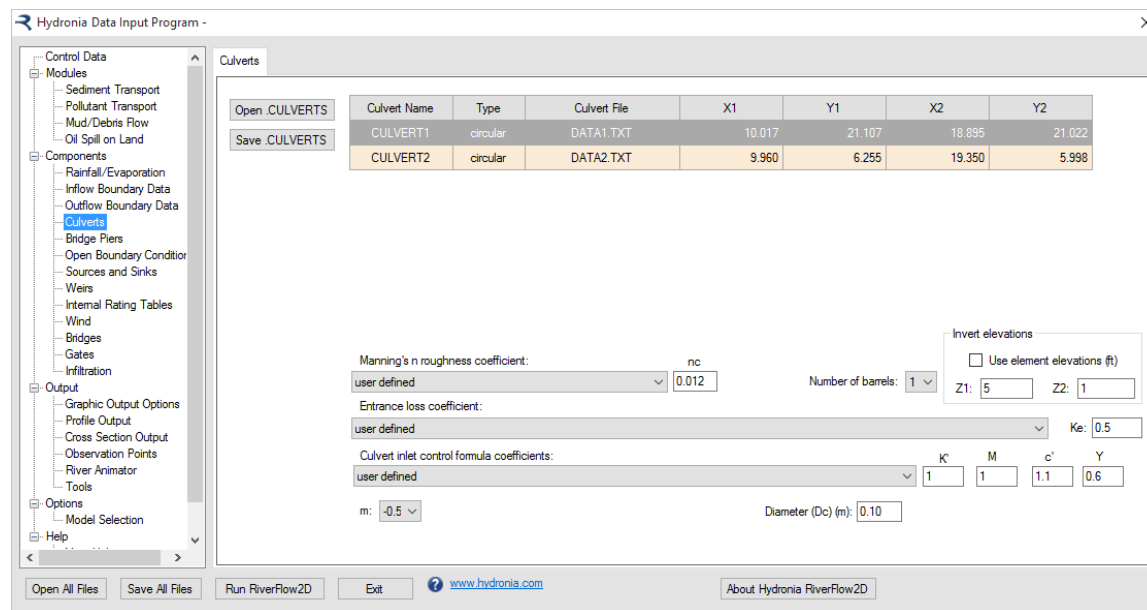 Hydronia Data Input Program -
Control Data
Modules
Sediment Transport
Pollutant Transport
Mud/Debris Flow
Oil Spill on Land
Components
Rainfall/Evaporation
Inflow Boundary Data
Outflow Boundary Data
Culverts
Bridge Piers
Open Boundary Condition
Sources and Sinks
Weirs
Internal Rating Tables
Wind
Bridges
Gates
Infiltration
Output
Graphic Output Options
Profile Output
Cross Section Output
Observation Points
River Animator
Tools
Options
Model Selection
Help
Culverts
Open .CULVERTS
Save .CULVERTS
Culvert Name Type Culvert File X1 Y1 X2 Y2
CULVERT1 circular DATA1.TXT 10.017 21.107 18.895 21.022
CULVERT2 circular DATA2.TXT 9.960 6.255 19.350 5.998
Invert elevations
Manning's n roughness coefficient: nc Use element elevations (ft)
user defined 0.012 Number of barrels: 1 Z1: 5 Z2: 1
Entrance loss coefficient:
user defined Ke: 0.5
Culvert inlet control formula coefficients: K' M c' Y
user defined 1 1 1.1 0.6
m: -0.5 Diameter (Dc) (m): 0.10
Open All Files Save All Files Run RiverFlow2D Exit ? www.hydronia.com About Hydronia RiverFlow2D